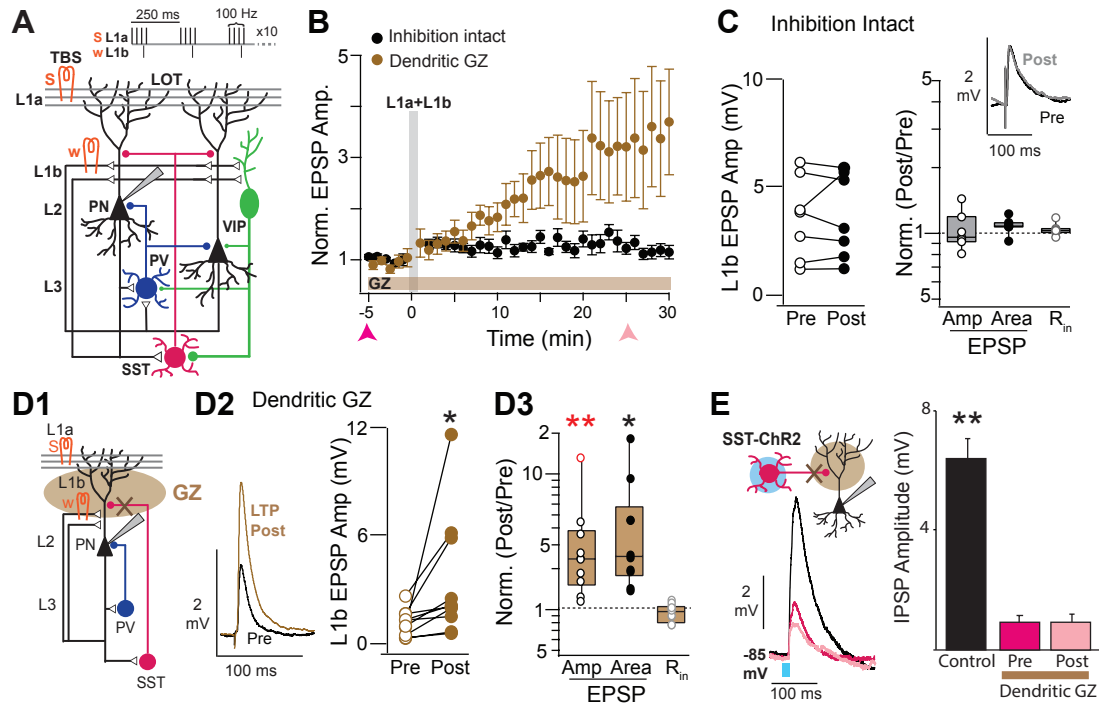 A
250 ms
100 Hz
S L1a
x10
w L1b
TBS
S
LOT
L1a
w
L1b
L2
PN
VIP
PV
L3
SST
B
Inhibition intact
Dendritic GZ
L1a+L1b
Norm. EPSP Amp.
5
3
1
GZ
-5
0
10
20
30
Time (min)
C
Inhibition Intact
L1b EPSP Amp (mV)
10
5
0
Pre
Post
2
mV
Post
Pre
100 ms
Norm. (Post/Pre)
5
2
1
5
Amp
Area
Rin
EPSP
D1
L1a
S
L1b
GZ
w
L2
PN
L3
PV
SST
D2
Dendritic GZ
LTP
Post
2
mV
Pre
100 ms
L1b EPSP Amp (mV)
12
6
0
*
Pre
Post
D3
**
*
Norm. (Post/Pre)
2
10
5
2
1
5
Amp
Area
Rin
EPSP
E
SST-ChR2
2
mV
-85
mV
100 ms
IPSP Amplitude (mV)
8
4
0
**
Control
Pre
Post
Dendritic GZ